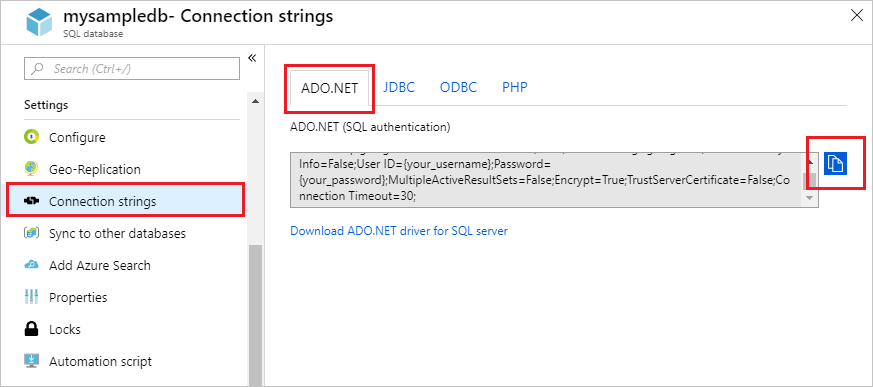 mysampledb- Connection strings
SQL database
Search (Ctrl+/)
«
Settings
Configure
Geo-Replication
Connection strings
Sync to other databases
Add Azure Search
Properties
Locks
Automation script
ADO.NET JDBC ODBC PHP
ADO.NET (SQL authentication)
Info=False;User ID={your_username};Password=
{your_password};MultipleActiveResultSets=False;Encrypt=True;TrustServerCertificate=False;Co
nnection Timeout=30;
Download ADO.NET driver for SQL server